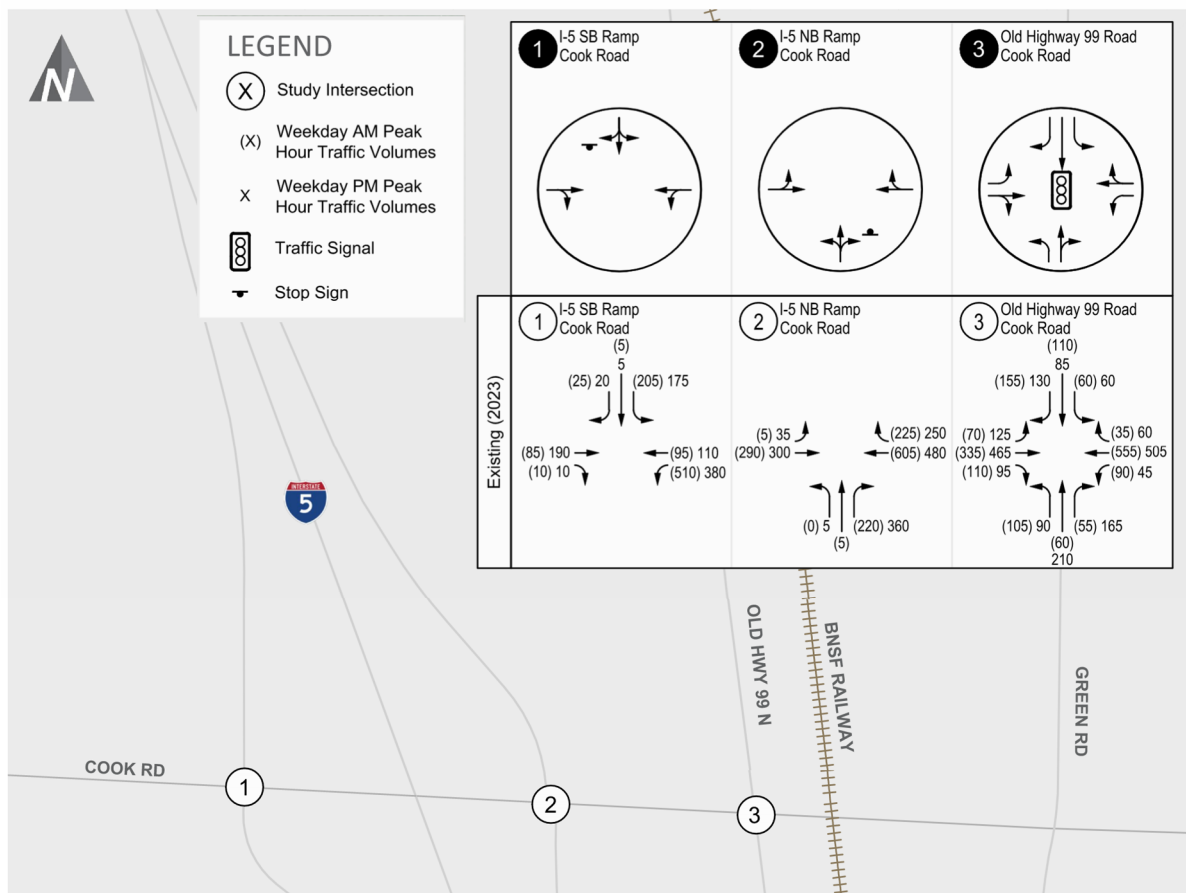 LEGEND
X Study Intersection
(X) Weekday AM Peak
Hour Traffic Volumes
X Weekday PM Peak
Hour Traffic Volumes
Traffic Signal
Stop Sign
N
1 I-5 SB Ramp
Cook Road
2 I-5 NB Ramp
Cook Road
3 Old Highway 99 Road
Cook Road
Existing (2023)
1 I-5 SB Ramp
Cook Road
(5)
5
(25) 20 (205) 175
(85) 190 (95) 110
(10) 10 (510) 380
2 I-5 NB Ramp
Cook Road
(5) 35 (225) 250
(290) 300 (605) 480
(0) 5 (220) 360
(5)
3 Old Highway 99 Road
Cook Road
(110)
85
(155) 130 (60) 60
(70) 125 (35) 60
(335) 465 (555) 505
(110) 95 (90) 45
(105) 90 (55) 165
(60)
210
INTERSTATE
5
OLD HWY 99 N
BNSF RAILWAY
GREEN RD
COOK RD
1
2
3